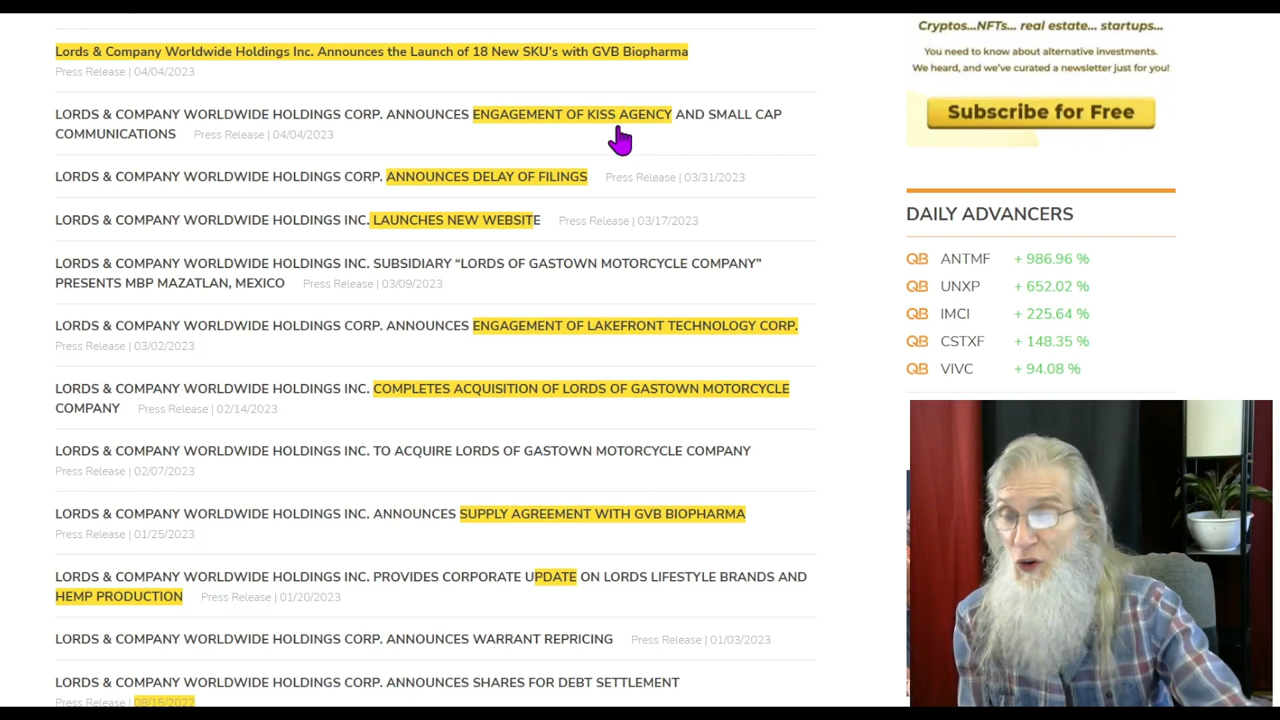 Lords & Company Worldwide Holdings Inc. Announces the Launch of 18 New SKU's with GVB Biopharma
Press Release | 04/04/2023
LORDS & COMPANY WORLDWIDE HOLDINGS CORP. ANNOUNCES ENGAGEMENT OF KISS AGENCY AND SMALL CAP
COMMUNICATIONS Press Release | 04/04/2023
LORDS & COMPANY WORLDWIDE HOLDINGS CORP. ANNOUNCES DELAY OF FILINGS Press Release | 03/31/2023
LORDS & COMPANY WORLDWIDE HOLDINGS INC. LAUNCHES NEW WEBSITE Press Release | 03/17/2023
LORDS & COMPANY WORLDWIDE HOLDINGS INC. SUBSIDIARY “LORDS OF GASTOWN MOTORCYCLE COMPANY”
PRESENTS MBP MAZATLAN, MEXICO Press Release | 03/09/2023
LORDS & COMPANY WORLDWIDE HOLDINGS CORP. ANNOUNCES ENGAGEMENT OF LAKEFRONT TECHNOLOGY CORP.
Press Release | 03/02/2023
LORDS & COMPANY WORLDWIDE HOLDINGS INC. COMPLETES ACQUISITION OF LORDS OF GASTOWN MOTORCYCLE
COMPANY Press Release | 02/14/2023
LORDS & COMPANY WORLDWIDE HOLDINGS INC. TO ACQUIRE LORDS OF GASTOWN MOTORCYCLE COMPANY
Press Release | 02/07/2023
LORDS & COMPANY WORLDWIDE HOLDINGS INC. ANNOUNCES SUPPLY AGREEMENT WITH GVB BIOPHARMA
Press Release | 01/25/2023
LORDS & COMPANY WORLDWIDE HOLDINGS INC. PROVIDES CORPORATE UPDATE ON LORDS LIFESTYLE BRANDS AND
HEMP PRODUCTION Press Release | 01/20/2023
LORDS & COMPANY WORLDWIDE HOLDINGS CORP. ANNOUNCES WARRANT REPRICING Press Release | 01/03/2023
LORDS & COMPANY WORLDWIDE HOLDINGS CORP. ANNOUNCES SHARES FOR DEBT SETTLEMENT
Press Release | 08/15/2022
Cryptos...NFTs... real estate... startups...
You need to know about alternative investments.
We heard, and we've curated a newsletter just for you!
Subscribe for Free
DAILY ADVANCERS
QB ANTMF + 986.96 %
QB UNXP + 652.02 %
QB IMCI + 225.64 %
QB CSTXF + 148.35 %
QB VIVC + 94.08 %